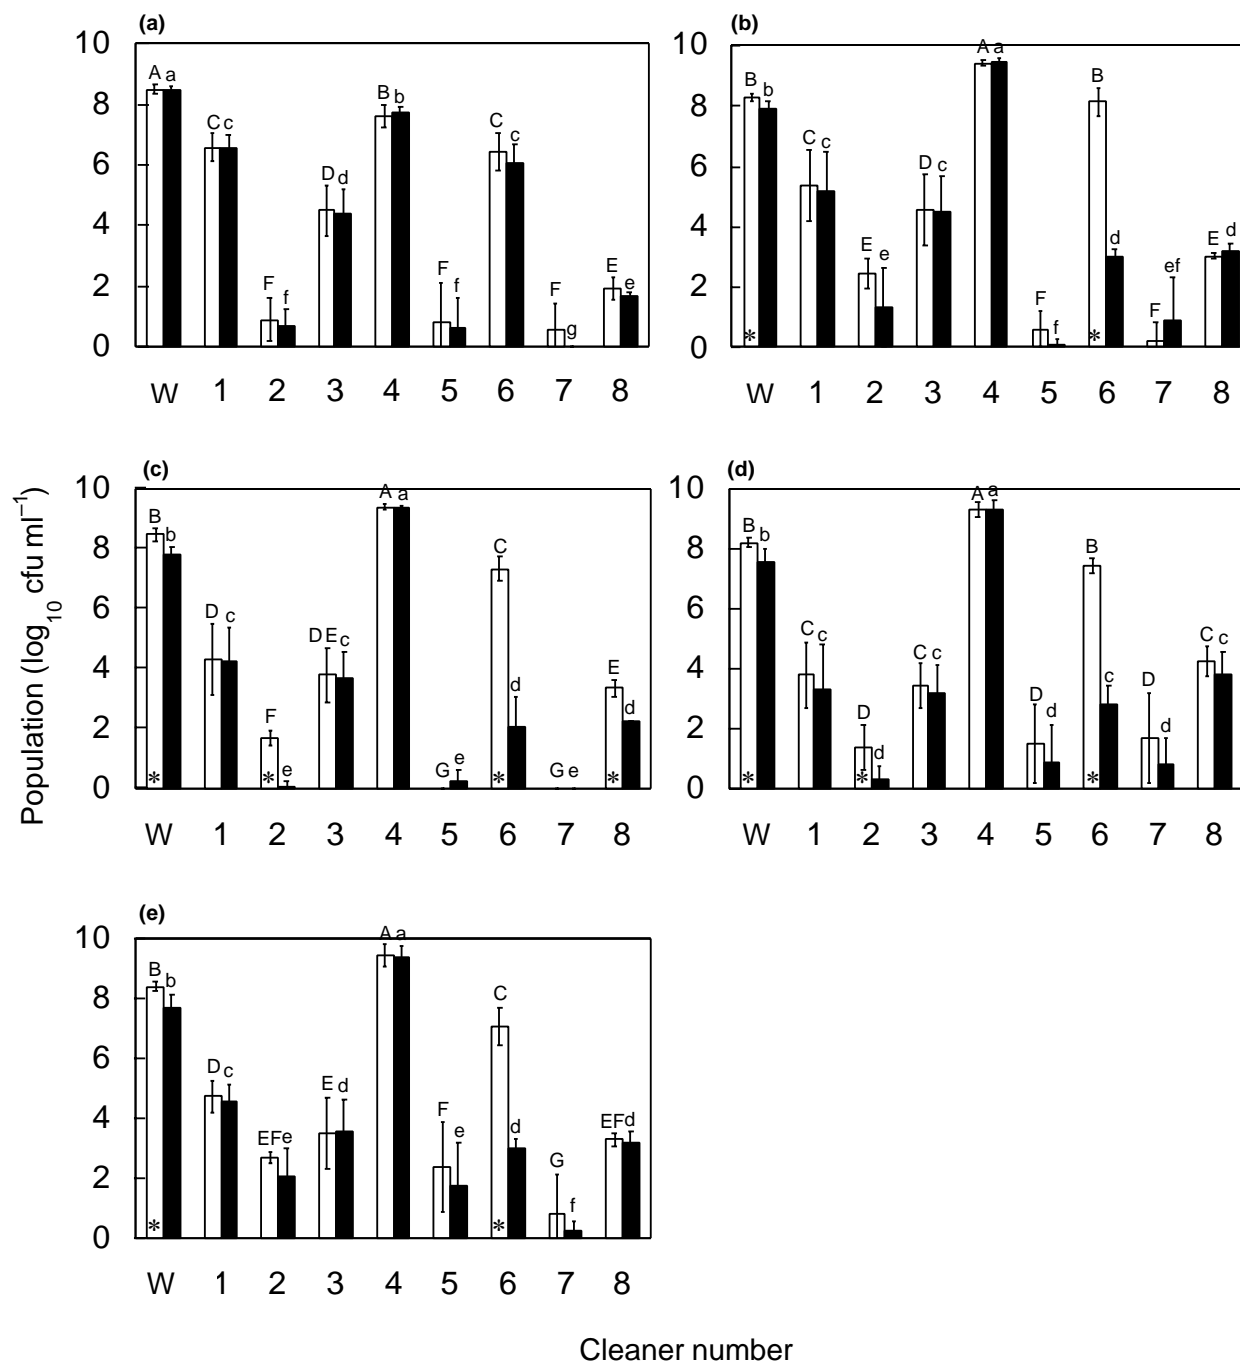 (a)
(b)
10
A a
C c
F f
D d
B b
F f
C c
F g
E e
8
6
4
2
0
W 1 2 3 4 5 6 7 8
10
B b
C c
E e
D c
A a
F f
B d
F ef
E d
8
6
4
2
0
* *
W 1 2 3 4 5 6 7 8
(c)
(d)
10
B b
D c
F e
D E c
A a
G e
C d
G e
E d
8
6
4
2
0
* * * *
W 1 2 3 4 5 6 7 8
10
B b
C c
D d
C c
A a
D d
B c
D d
C c
8
6
4
2
0
* * *
W 1 2 3 4 5 6 7 8
Population (log10 cfu ml−1)
(e)
10
B b
D c
EF e
E d
A a
F e
C d
G f
EF d
8
6
4
2
0
* *
W 1 2 3 4 5 6 7 8
Cleaner number